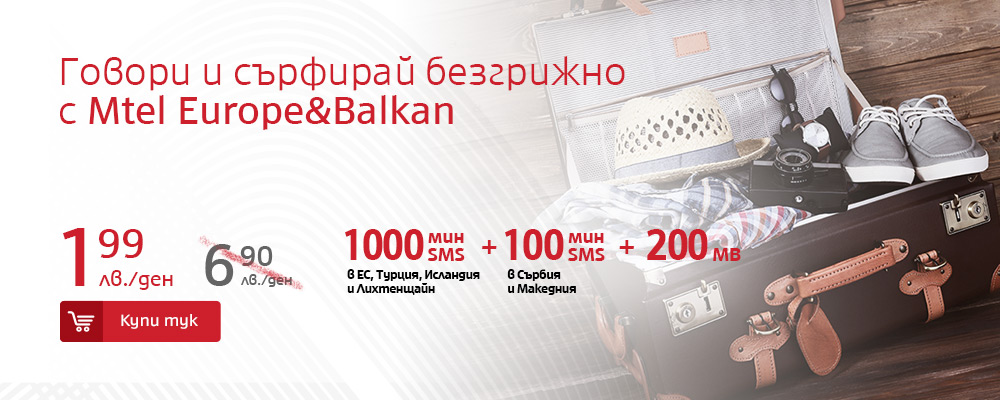 Говори и сърфирай безгрижно
с Mtel Europe&Balkan
1 99 лв./ден
6 90 лв./ден
1000 мин SMS + 100 мин SMS + 200 MB
в ЕС, Турция, Исландия
и Лихтенщайн
в Сърбия
и Македния
Купи тук